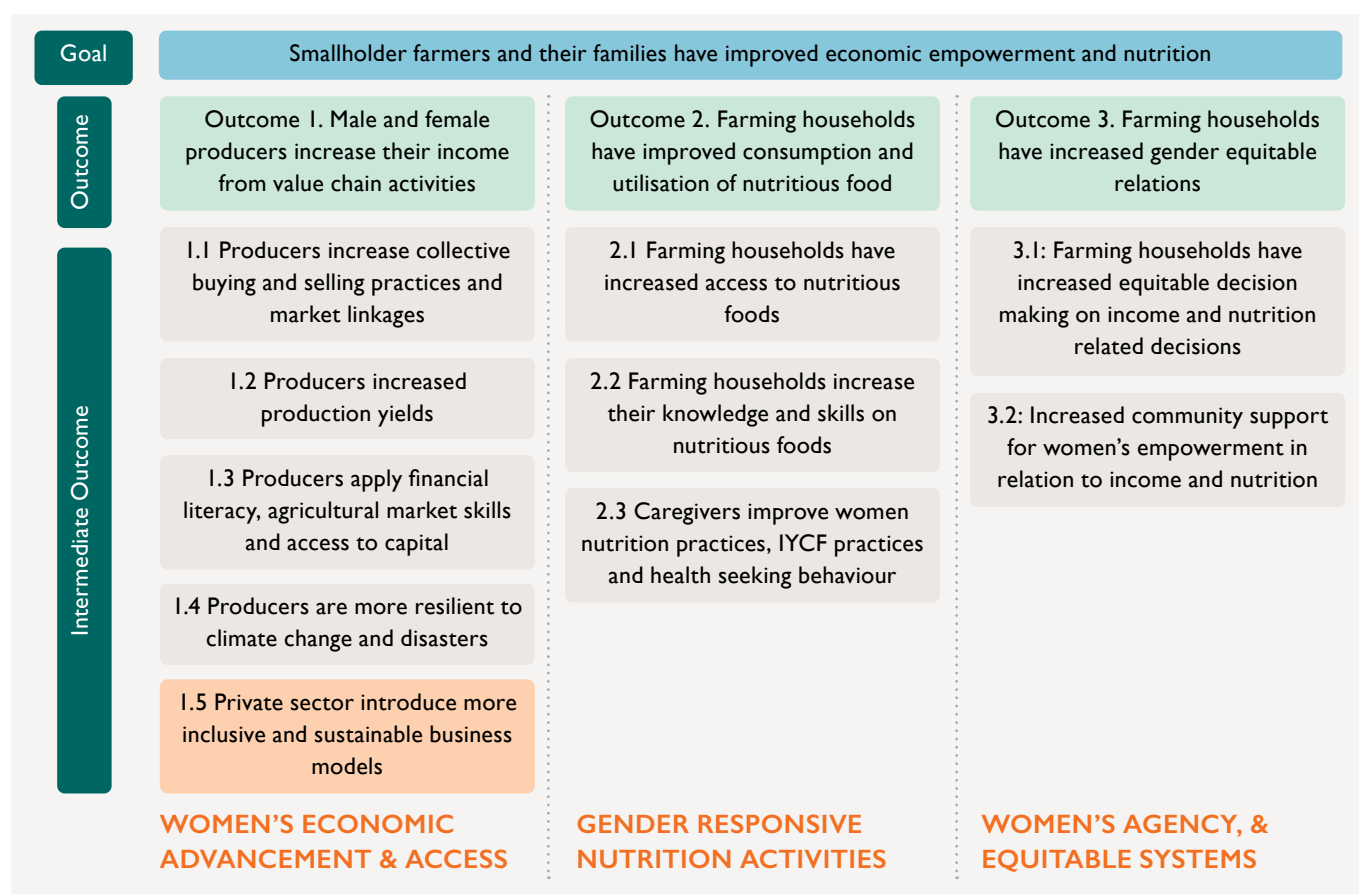 Goal
Smallholder farmers and their families have improved economic empowerment and nutrition
Outcome
Outcome 1. Male and female
producers increase their income
from value chain activities
Outcome 2. Farming households
have improved consumption and
utilisation of nutritious food
Outcome 3. Farming households
have increased gender equitable
relations
Intermediate Outcome
1.1 Producers increase collective
buying and selling practices and
market linkages
1.2 Producers increased
production yields
1.3 Producers apply financial
literacy, agricultural market skills
and access to capital
1.4 Producers are more resilient to
climate change and disasters
1.5 Private sector introduce more
inclusive and sustainable business
models
2.1 Farming households have
increased access to nutritious
foods
2.2 Farming households increase
their knowledge and skills on
nutritious foods
2.3 Caregivers improve women
nutrition practices, IYCF practices
and health seeking behaviour
3.1: Farming households have
increased equitable decision
making on income and nutrition
related decisions
3.2: Increased community support
for women’s empowerment in
relation to income and nutrition
WOMEN’S ECONOMIC
ADVANCEMENT & ACCESS
GENDER RESPONSIVE
NUTRITION ACTIVITIES
WOMEN’S AGENCY, &
EQUITABLE SYSTEMS